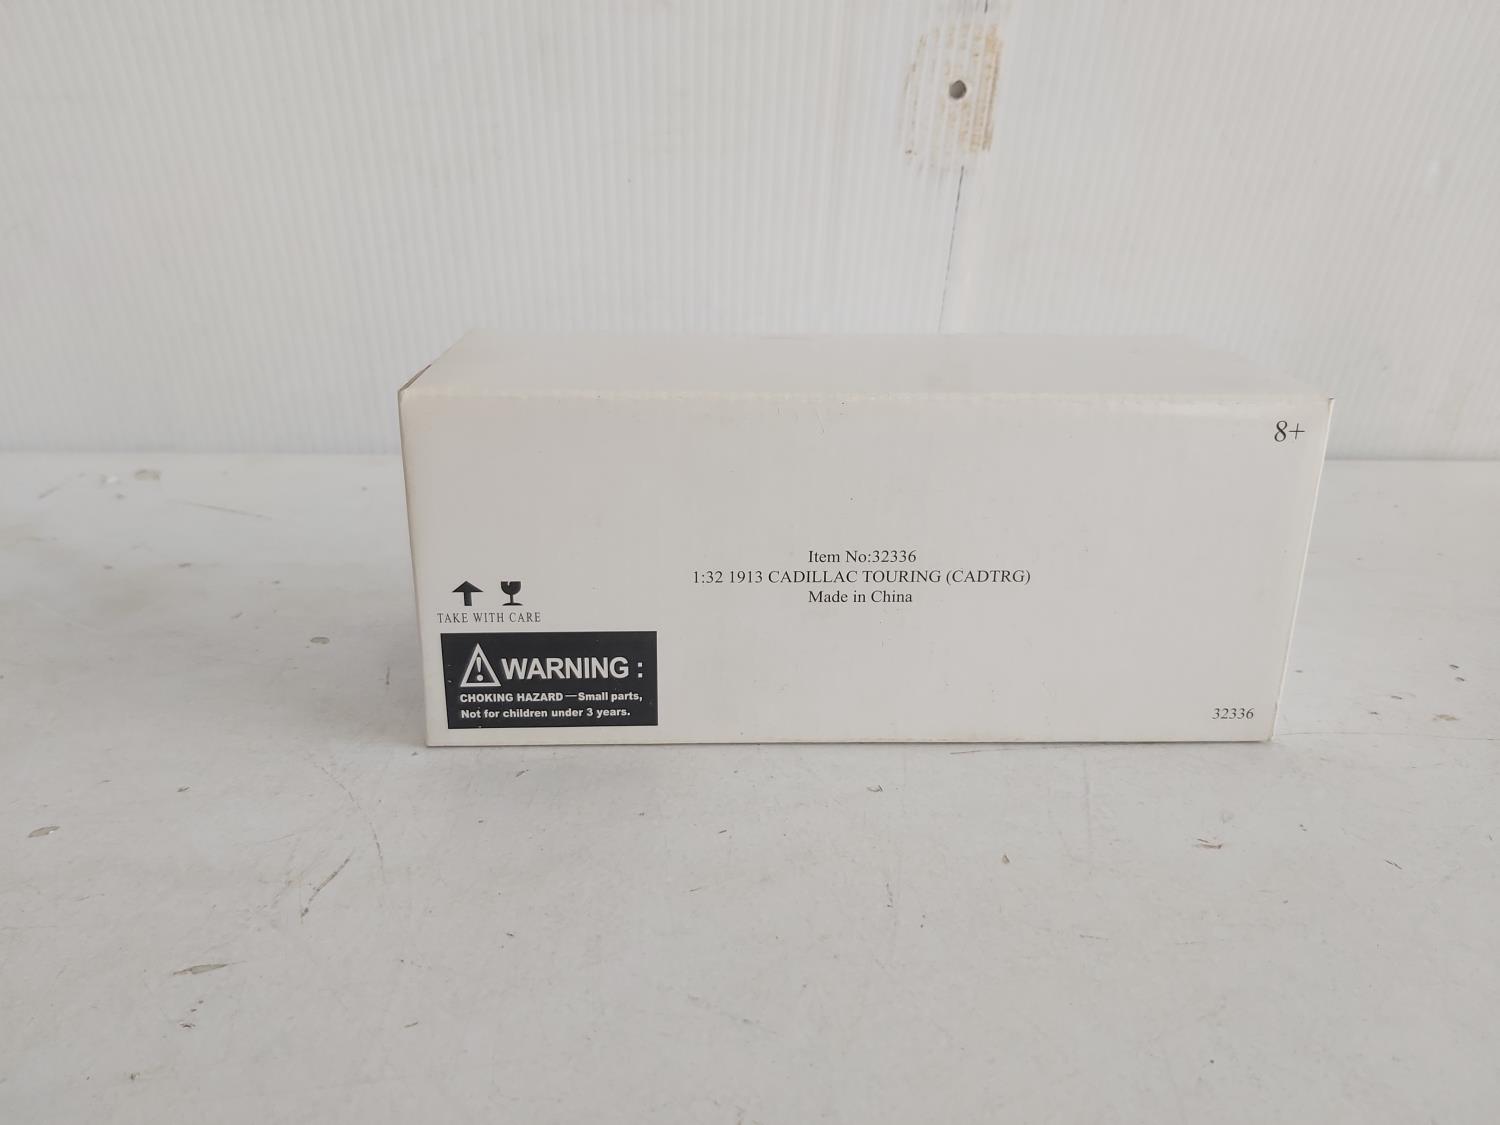 8+
Item No:32336
1:32 1913 CADILLAC TOURING (CADTRG)
Made in China
TAKE WITH CARE
WARNING :
CHOKING HAZARD—Small parts,
Not for children under 3 years.
32336